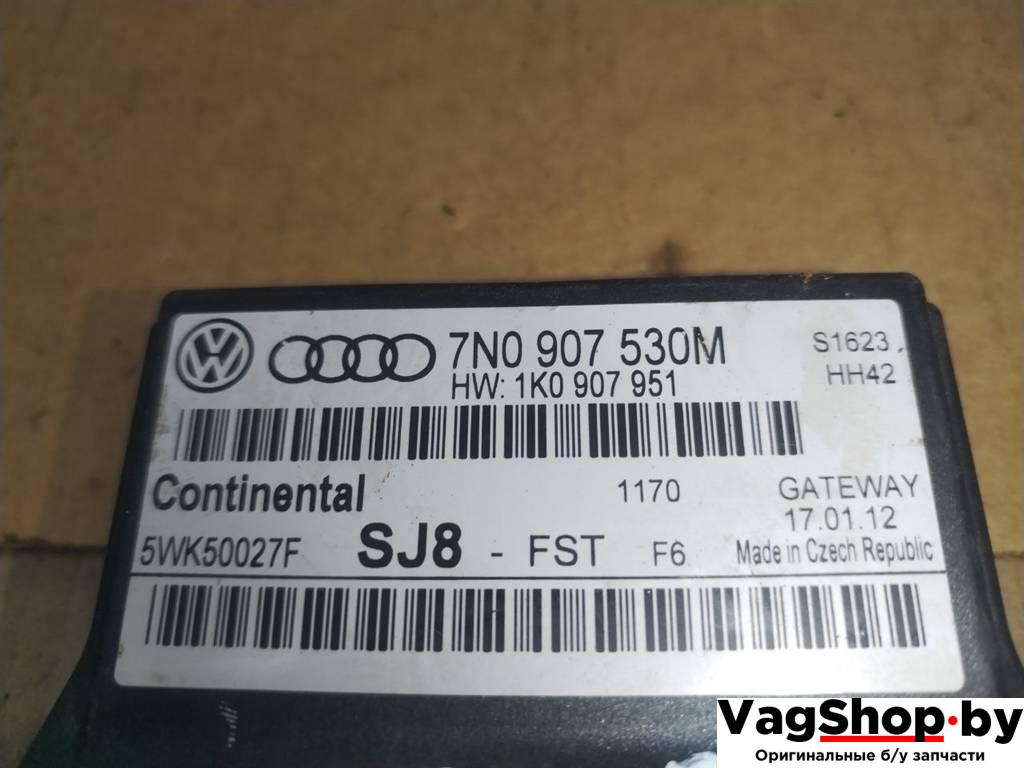 7N0 907 530M
S1623
HW: 1K0 907 951
HH42
Continental
1170
GATEWAY
17.01.12
5WK50027F
SJ8 - FST F6
Made in Czech Republic
VagShop.by
Оригинальные б/у запчасти